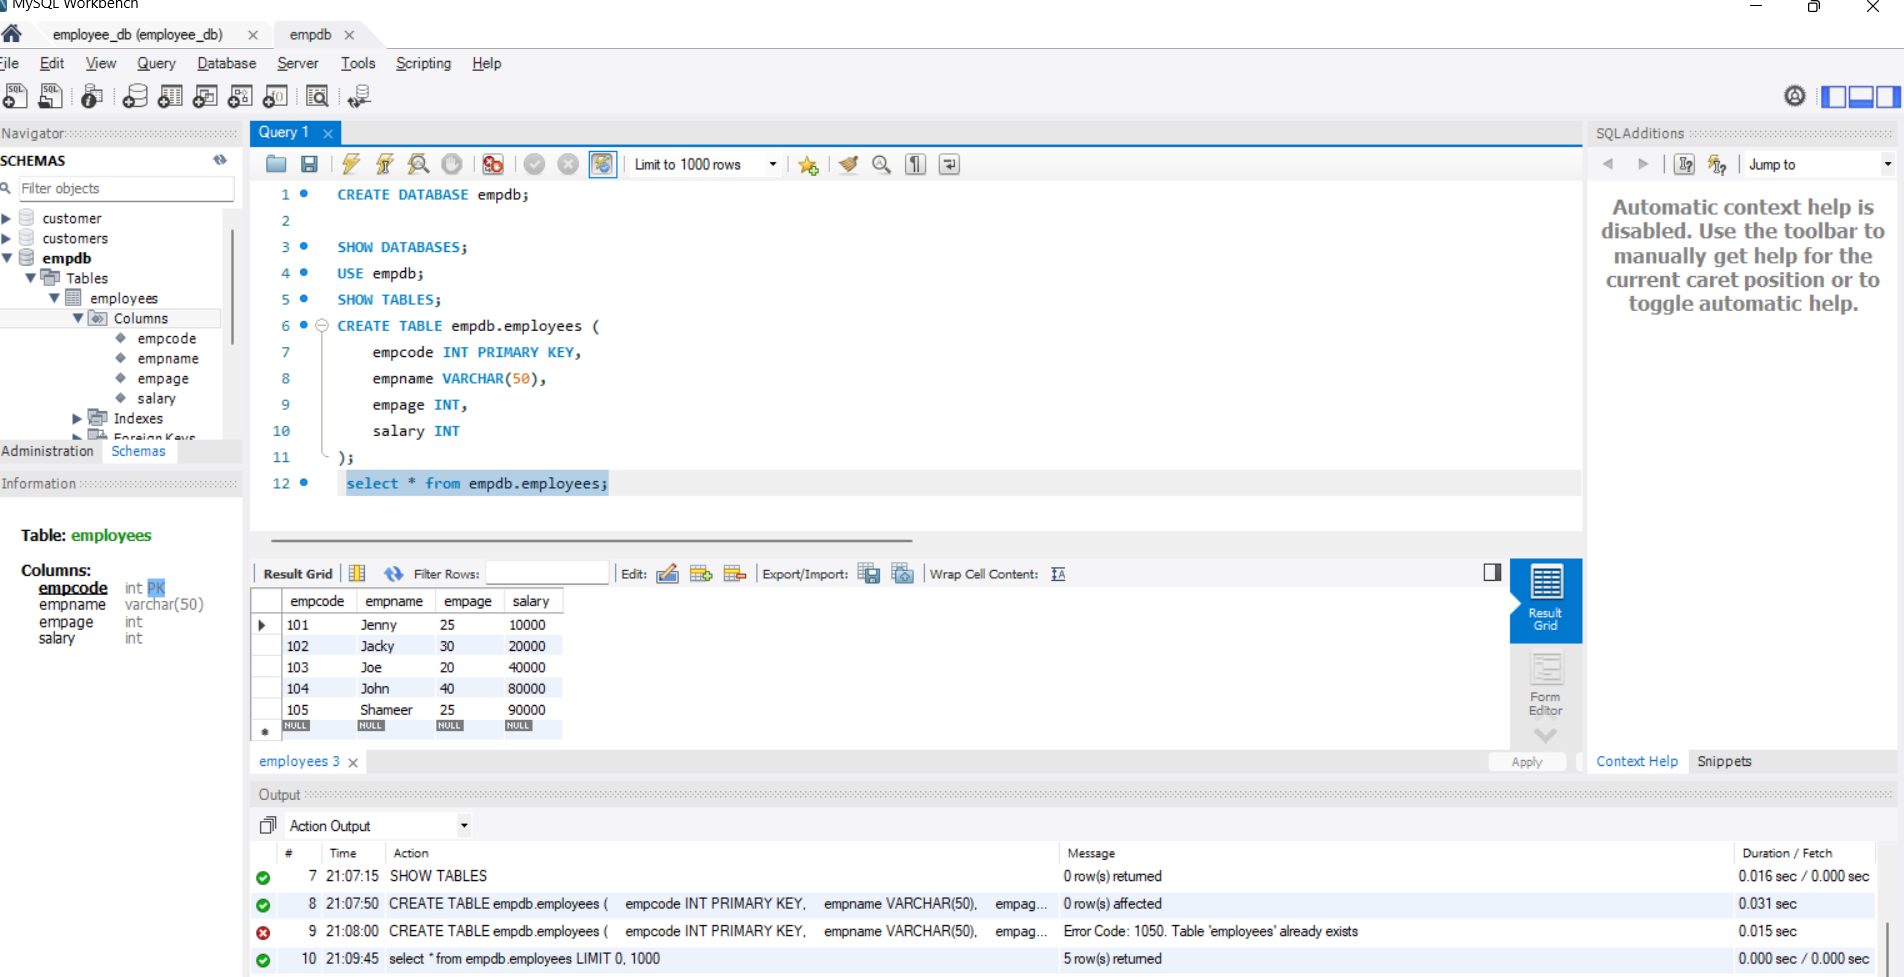 MySQL Workbench
employee_db (employee_db)
empdb
File Edit View Query Database Server Tools Scripting Help
Navigator
SCHEMAS
Filter objects
customer
customers
empdb
Tables
employees
Columns
empcode
empname
empage
salary
Indexes
Foreign Keys
Administration Schemas
Information
Table: employees
Columns:
empcode int PK
empname varchar(50)
empage int
salary int
Query 1
Limit to 1000 rows
1 CREATE DATABASE empdb;
2
3 SHOW DATABASES;
4 USE empdb;
5 SHOW TABLES;
6 CREATE TABLE empdb.employees (
7 empcode INT PRIMARY KEY,
8 empname VARCHAR(50),
9 empage INT,
10 salary INT
11 );
12 select * from empdb.employees;
Result Grid Filter Rows: Edit: Export/Import: Wrap Cell Content:
empcode empname empage salary
101 Jenny 25 10000
102 Jacky 30 20000
103 Joe 20 40000
104 John 40 80000
105 Shameer 25 90000
NULL NULL NULL NULL
Result
Grid
Form
Editor
employees 3
Apply
SQLAdditions
Jump to
Automatic context help is
disabled. Use the toolbar to
manually get help for the
current caret position or to
toggle automatic help.
Context Help Snippets
Output
Action Output
# Time Action Message Duration / Fetch
7 21:07:15 SHOW TABLES 0 row(s) returned 0.016 sec / 0.000 sec
8 21:07:50 CREATE TABLE empdb.employees ( empcode INT PRIMARY KEY, empname VARCHAR(50), empag... 0 row(s) affected 0.031 sec
9 21:08:00 CREATE TABLE empdb.employees ( empcode INT PRIMARY KEY, empname VARCHAR(50), empag... Error Code: 1050. Table 'employees' already exists 0.015 sec
10 21:09:45 select * from empdb.employees LIMIT 0, 1000 5 row(s) returned 0.000 sec / 0.000 sec